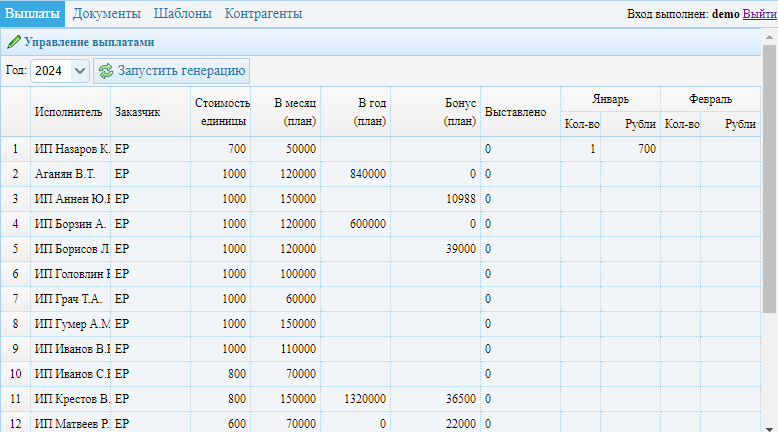 Выплаты Документы Шаблоны Контрагенты Вход выполнен: demo Выйти
Управление выплатами
Год: 2024 Запустить генерацию
Исполнитель Заказчик Стоимость единицы В месяц (план) В год (план) Бонус (план) Выставлено Январь Февраль
Кол-во Рубли Кол-во Рубли
1 ИП Назаров К. ЕР 700 50000 0 1 700
2 Аганян В.Т. ЕР 1000 120000 840000 0 0
3 ИП Аннен Ю. ЕР 1000 150000 10988 0
4 ИП Борзин А. ЕР 1000 120000 600000 0 0
5 ИП Борисов Л ЕР 1000 120000 39000 0
6 ИП Головлин ЕР 1000 100000 0
7 ИП Грач Т.А. ЕР 1000 60000 0
8 ИП Гумер А.М ЕР 1000 150000 0
9 ИП Иванов В. ЕР 1000 110000 0
10 ИП Иванов С. ЕР 800 70000 0
11 ИП Крестов В. ЕР 800 150000 1320000 36500 0
12 ИП Матвеев Р. ЕР 600 70000 0 22000 0